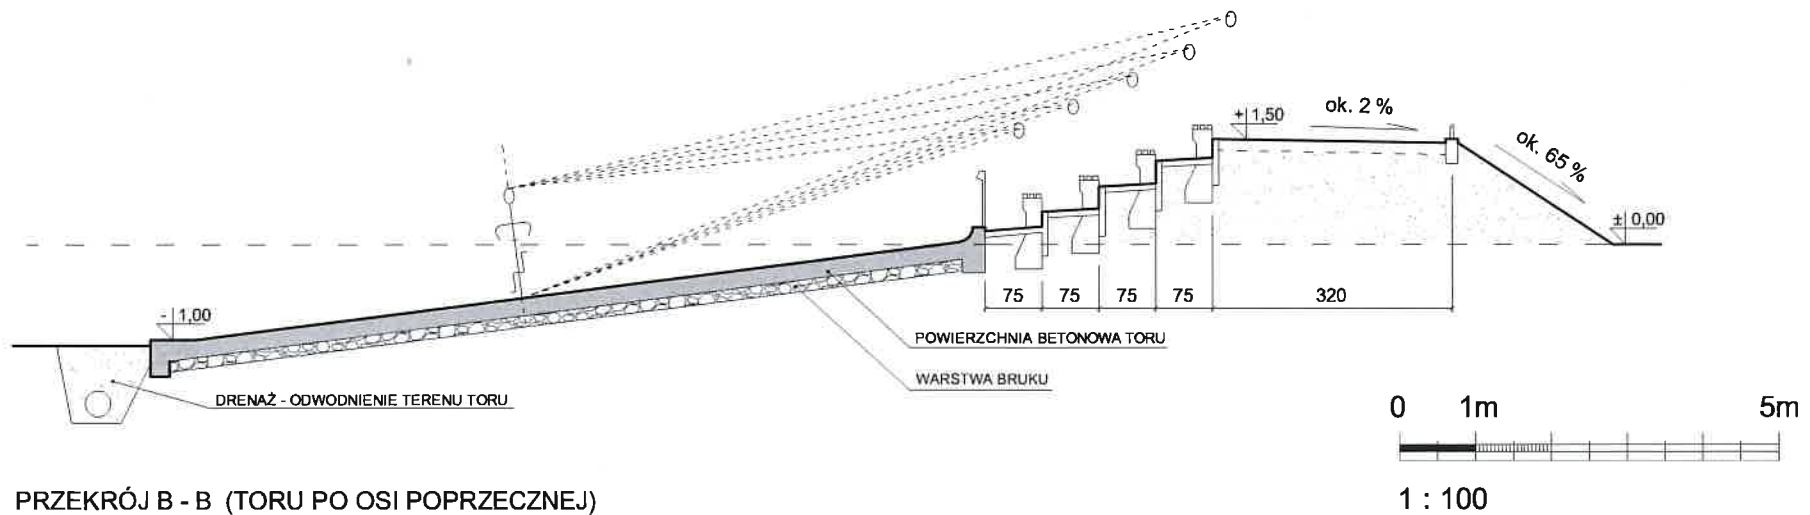 + 1,50
ok. 2 %
ok. 65 %
± 0,00
- 1,00
75 75 75 75 320
POWIERZCHNIA BETONOWA TORU
WARSTWA BRUKU
DRENAŻ - ODWODNIENIE TERENU TORU
0 1m 5m
PRZEKRÓJ B - B (TORU PO OSI POPRZECZNEJ)
1 : 100